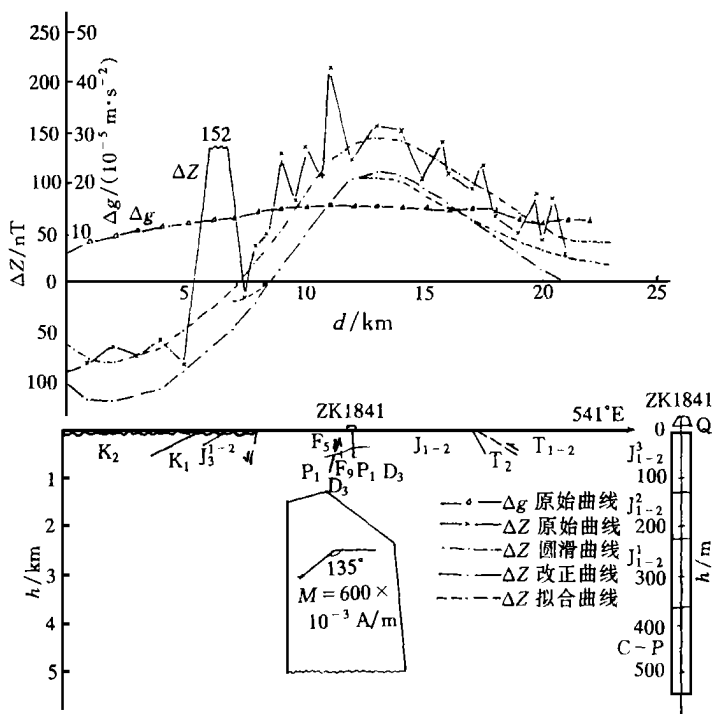 250
50
200
40
150
30
152
ΔZ
100
20
Δg
50
10
0
5
10
15
20
25
50
100
ΔZ/nT
Δg/(10⁻⁵ m·s⁻²)
d/km
ZK1841
541°E
K₂
K₁
J₃¹⁻²
F₅
J₁₋₂
T₂
T₁₋₂
P₁
F₉
P₁
D₃
D₃
1
2
3
4
5
h/km
135°
M=600×
10⁻³ A/m
Δg 原始曲线
ΔZ 原始曲线
ΔZ 圆滑曲线
ΔZ 改正曲线
ΔZ 拟合曲线
ZK1841
0
Q
J₁₋₂³
100
J₁₋₂²
200
J₁₋₂¹
300
400
C~P
500
h/m